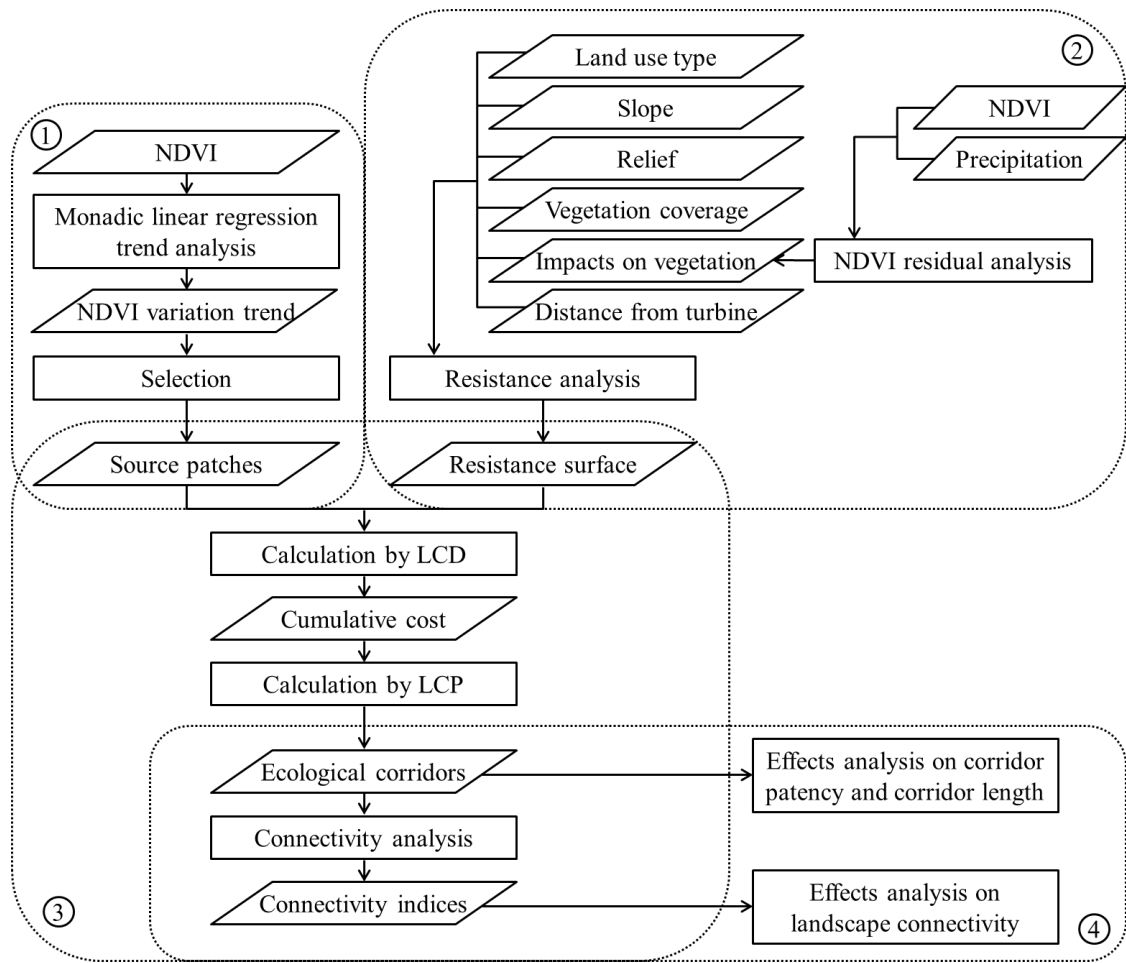 ①
NDVI
Monadic linear regression
trend analysis
NDVI variation trend
Selection
Source patches
②
Land use type
Slope
Relief
Vegetation coverage
Impacts on vegetation
Distance from turbine
NDVI
Precipitation
NDVI residual analysis
Resistance analysis
Resistance surface
③
Calculation by LCD
Cumulative cost
Calculation by LCP
Ecological corridors
Connectivity analysis
Connectivity indices
④
Effects analysis on corridor
patency and corridor length
Effects analysis on
landscape connectivity